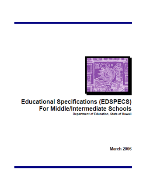 Educational Specifications (EDSPECS)
For Middle/Intermediate Schools
Department of Education, State of Hawaii
March 2006